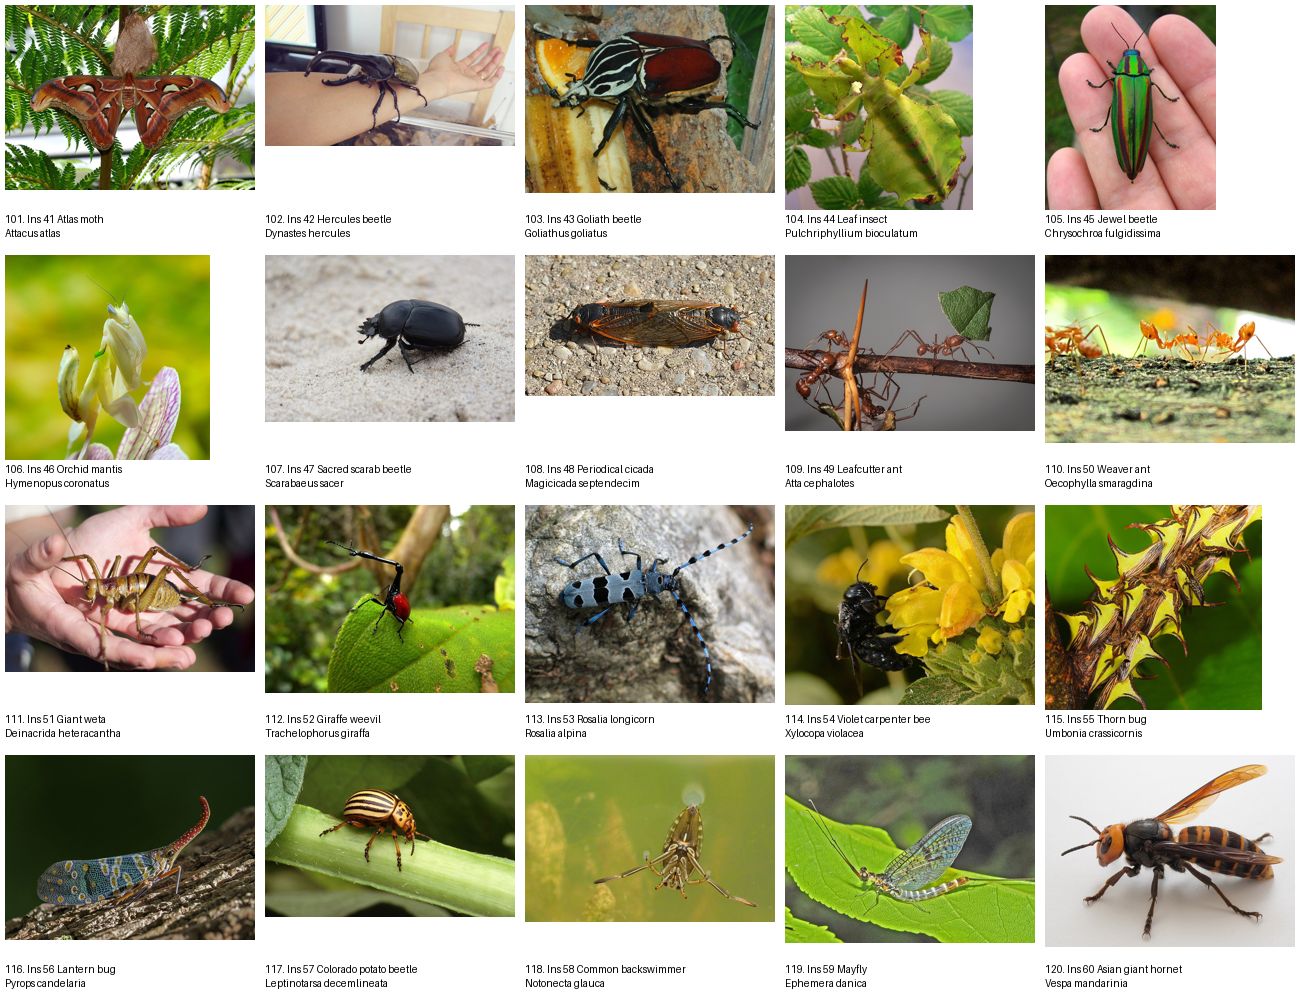 101. Ins 41 Atlas moth
Attacus atlas
102. Ins 42 Hercules beetle
Dynastes hercules
103. Ins 43 Goliath beetle
Goliathus goliatus
104. Ins 44 Leaf insect
Pulchriphyllium bioculatum
105. Ins 45 Jewel beetle
Chrysochroa fulgidissima
106. Ins 46 Orchid mantis
Hymenopus coronatus
107. Ins 47 Sacred scarab beetle
Scarabaeus sacer
108. Ins 48 Periodical cicada
Magicicada septendecim
109. Ins 49 Leafcutter ant
Atta cephalotes
110. Ins 50 Weaver ant
Oecophylla smaragdina
111. Ins 51 Giant weta
Deinacrida heteracantha
112. Ins 52 Giraffe weevil
Trachelophorus giraffa
113. Ins 53 Rosalia longicorn
Rosalia alpina
114. Ins 54 Violet carpenter bee
Xylocopa violacea
115. Ins 55 Thorn bug
Umbonia crassicornis
116. Ins 56 Lantern bug
Pyrops candelaria
117. Ins 57 Colorado potato beetle
Leptinotarsa decemlineata
118. Ins 58 Common backswimmer
Notonecta glauca
119. Ins 59 Mayfly
Ephemera danica
120. Ins 60 Asian giant hornet
Vespa mandarinia